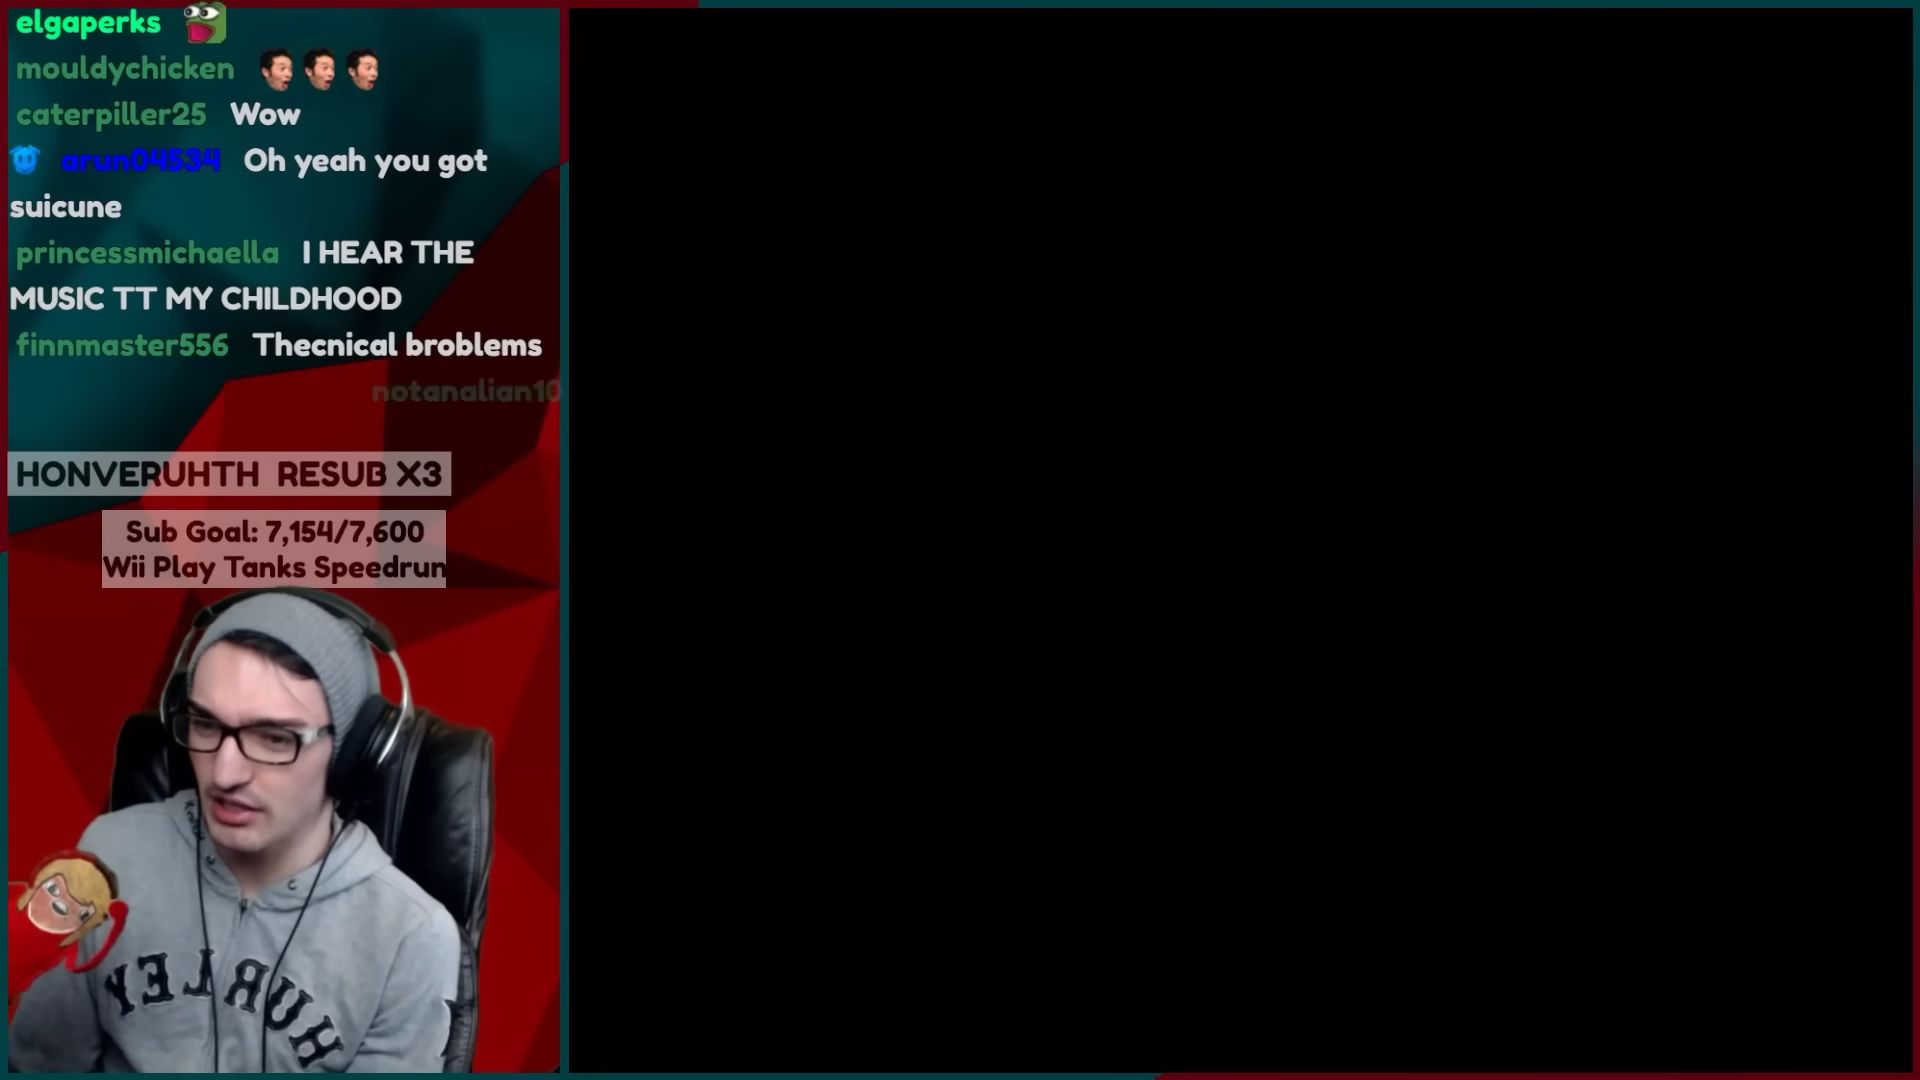 elgaperks
mouldychicken
caterpiller25 Wow
arun04534 Oh yeah you got
suicune
princessmichaella I HEAR THE
MUSIC TT MY CHILDHOOD
finnmaster556 Thecnical broblems
notanalian10
HONVERUHTH RESUB X3
Sub Goal: 7,154/7,600
Wii Play Tanks Speedrun
HURLEY